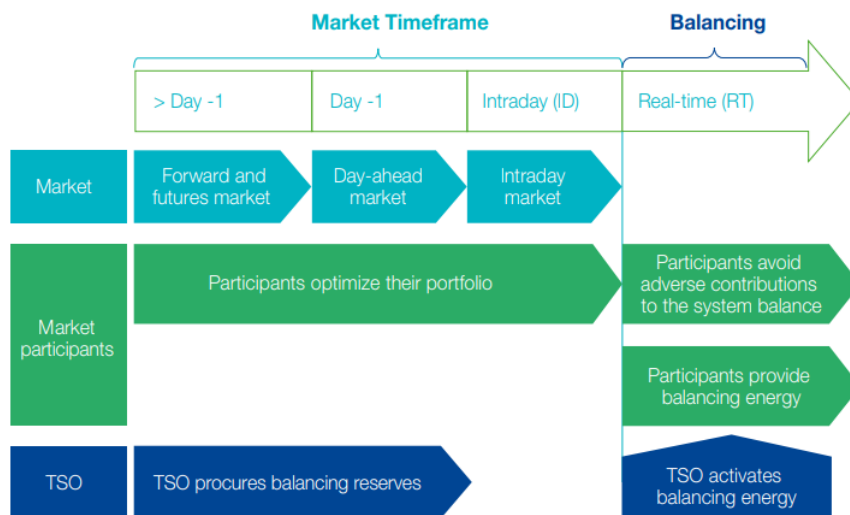 Market Timeframe
Balancing
> Day -1
Day -1
Intraday (ID)
Real-time (RT)
Market
Forward and
futures market
Day-ahead
market
Intraday
market
Market
participants
Participants optimize their portfolio
Participants avoid
adverse contributions
to the system balance
Participants provide
balancing energy
TSO
TSO procures balancing reserves
TSO activates
balancing energy